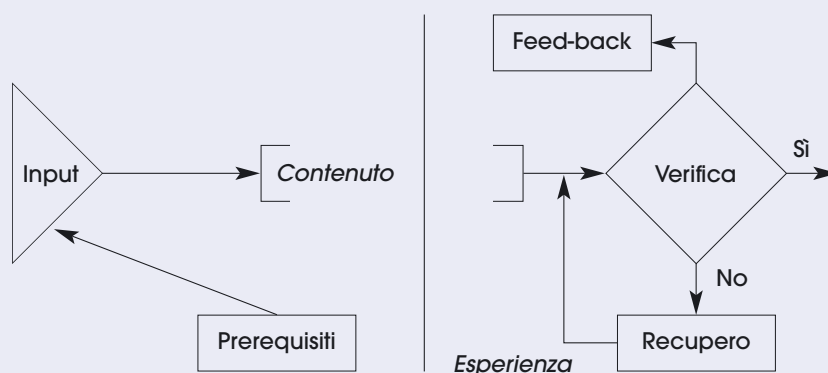 Feed-back
Input
Contenuto
Verifica
Sì
No
Prerequisiti
Recupero
Esperienza